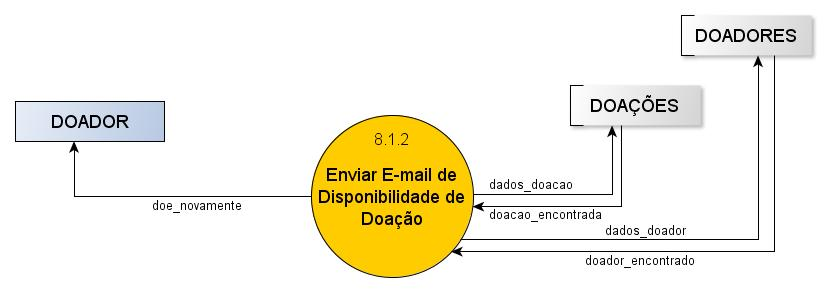 DOADORES
DOAÇÕES
DOADOR
8.1.2
Enviar E-mail de
Disponibilidade de
Doação
dados_doacao
doe_novamente
doacao_encontrada
dados_doador
doador_encontrado